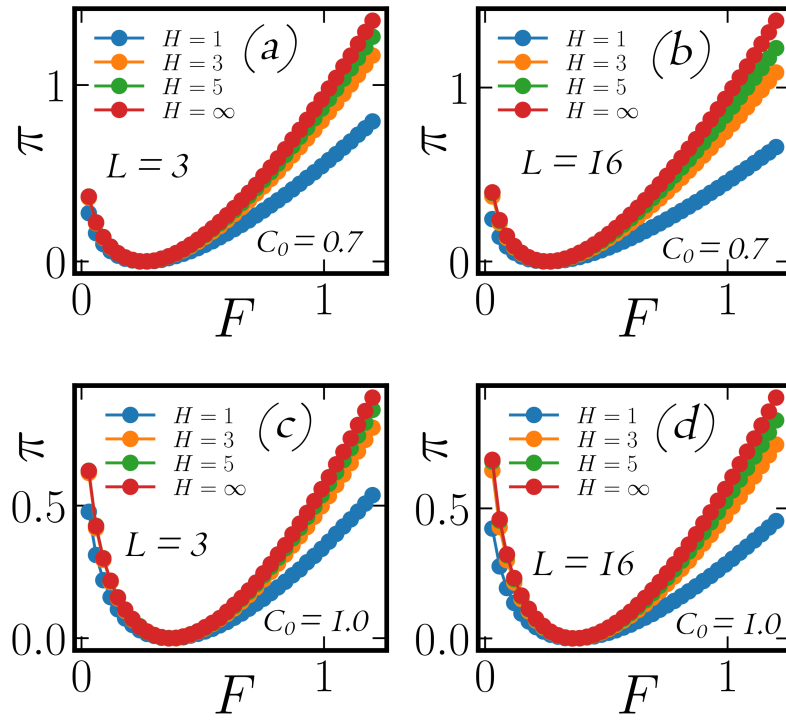 H = 1
H = 3
H = 5
H = ∞
(a)
1
π
L = 3
C₀ = 0.7
0
0
1
F
H = 1
H = 3
H = 5
H = ∞
(b)
1
π
L = 16
C₀ = 0.7
0
0
1
F
H = 1
H = 3
H = 5
H = ∞
(c)
π
0.5
L = 3
C₀ = 1.0
0.0
0
1
F
H = 1
H = 3
H = 5
H = ∞
(d)
π
0.5
L = 16
C₀ = 1.0
0.0
0
1
F